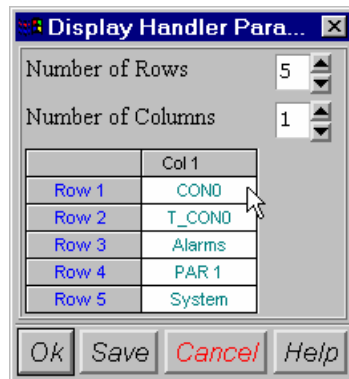 Display Handler Para...
Number of Rows 5
Number of Columns 1
Col 1
Row 1 CON0
Row 2 T_CON0
Row 3 Alarms
Row 4 PAR 1
Row 5 System
Ok Save Cancel Help